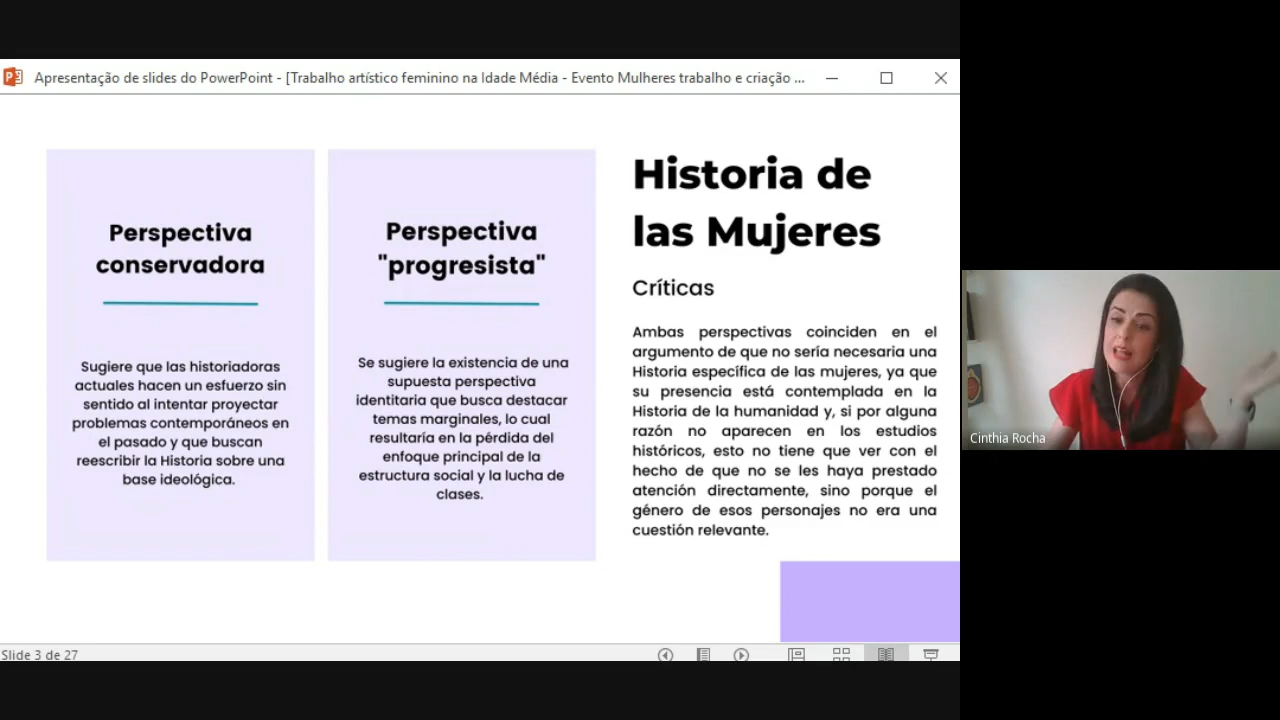 Apresentação de slides do PowerPoint - [Trabalho artístico feminino na Idade Média - Evento Mulheres trabalho e criação ...
Perspectiva
conservadora
Sugiere que las historiadoras
actuales hacen un esfuerzo sin
sentido al intentar proyectar
problemas contemporáneos en
el pasado y que buscan
reescribir la Historia sobre una
base ideológica.
Perspectiva
"progresista"
Se sugiere la existencia de una
supuesta perspectiva
identitaria que busca destacar
temas marginales, lo cual
resultaría en la pérdida del
enfoque principal de la
estructura social y la lucha de
clases.
Historia de
las Mujeres
Críticas
Ambas perspectivas coinciden en el
argumento de que no sería necesaria una
Historia específica de las mujeres, ya que
su presencia está contemplada en la
Historia de la humanidad y, si por alguna
razón no aparecen en los estudios
históricos, esto no tiene que ver con el
hecho de que no se les haya prestado
atención directamente, sino porque el
género de esos personajes no era una
cuestión relevante.
Cinthia Rocha
Slide 3 de 27